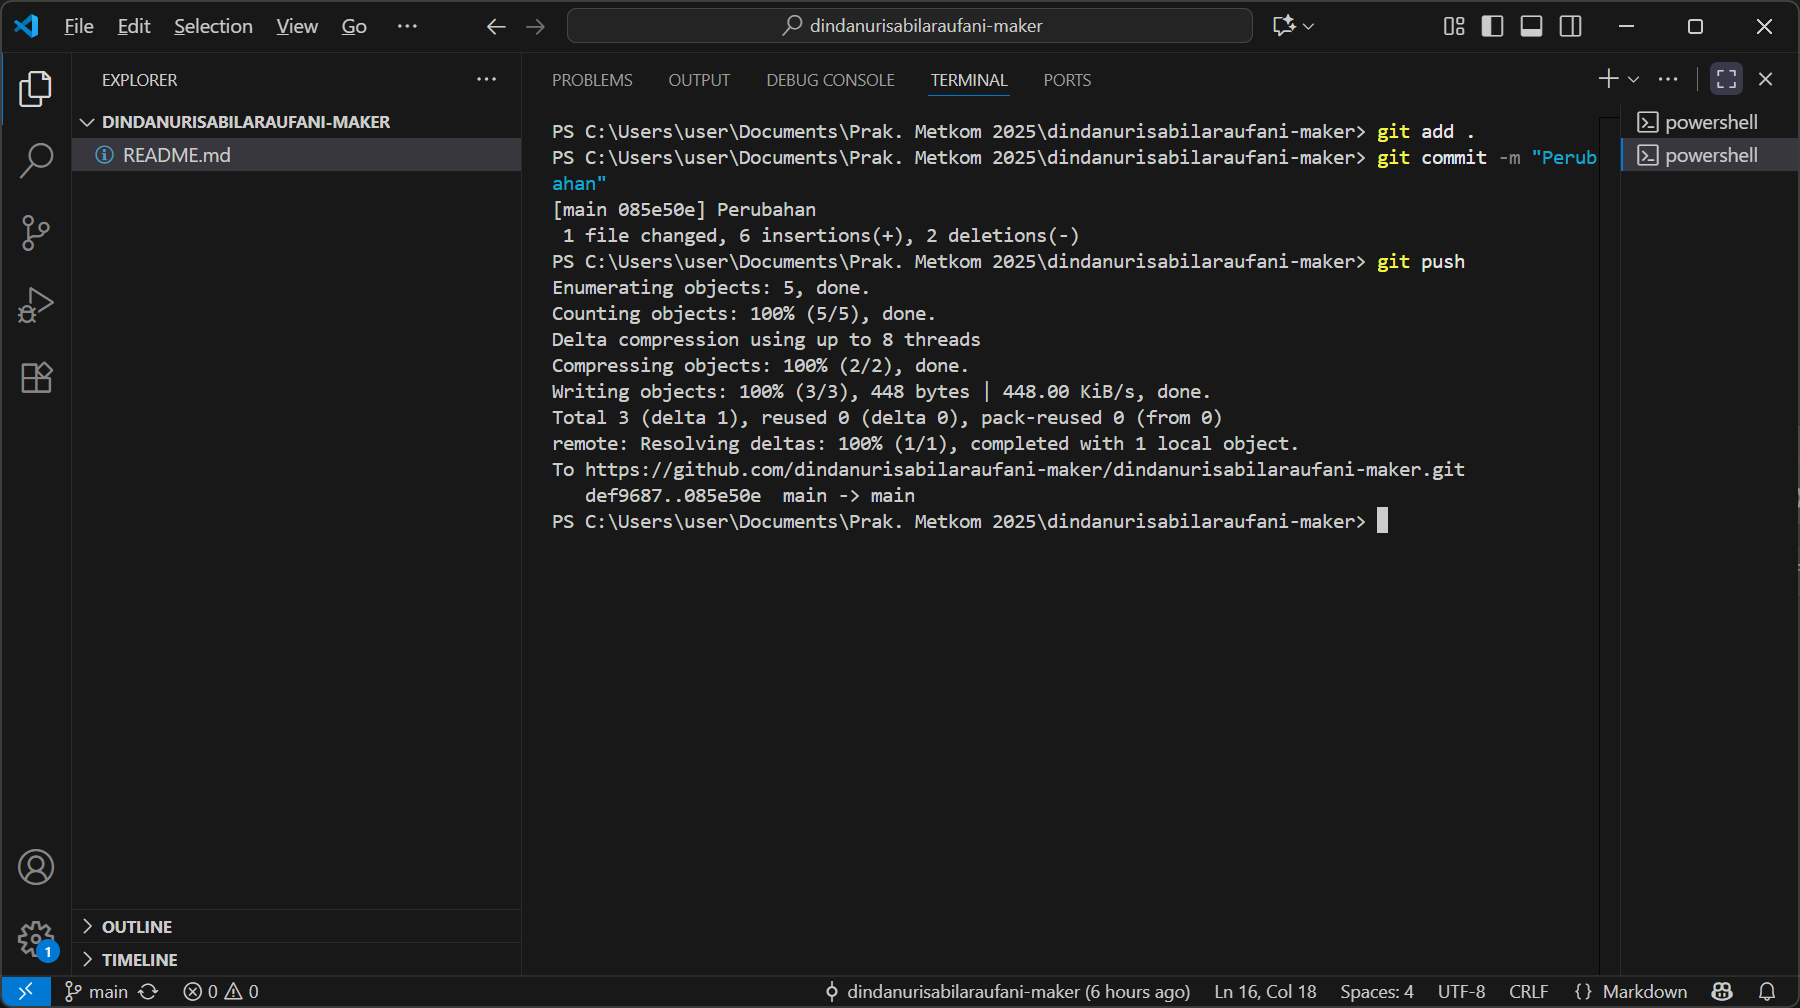 File Edit Selection View Go ··· dindanurisabilaraufani-maker
EXPLORER ···
DINDANURISABILARAUFANI-MAKER
README.md
OUTLINE
TIMELINE
PROBLEMS OUTPUT DEBUG CONSOLE TERMINAL PORTS
PS C:\Users\user\Documents\Prak. Metkom 2025\dindanurisabilaraufani-maker> git add .
PS C:\Users\user\Documents\Prak. Metkom 2025\dindanurisabilaraufani-maker> git commit -m "Perub
ahan"
[main 085e50e] Perubahan
 1 file changed, 6 insertions(+), 2 deletions(-)
PS C:\Users\user\Documents\Prak. Metkom 2025\dindanurisabilaraufani-maker> git push
Enumerating objects: 5, done.
Counting objects: 100% (5/5), done.
Delta compression using up to 8 threads
Compressing objects: 100% (2/2), done.
Writing objects: 100% (3/3), 448 bytes | 448.00 KiB/s, done.
Total 3 (delta 1), reused 0 (delta 0), pack-reused 0 (from 0)
remote: Resolving deltas: 100% (1/1), completed with 1 local object.
To https://github.com/dindanurisabilaraufani-maker/dindanurisabilaraufani-maker.git
   def9687..085e50e  main -> main
PS C:\Users\user\Documents\Prak. Metkom 2025\dindanurisabilaraufani-maker>
powershell
powershell
1
main 0 0 dindanurisabilaraufani-maker (6 hours ago) Ln 16, Col 18 Spaces: 4 UTF-8 CRLF {} Markdown